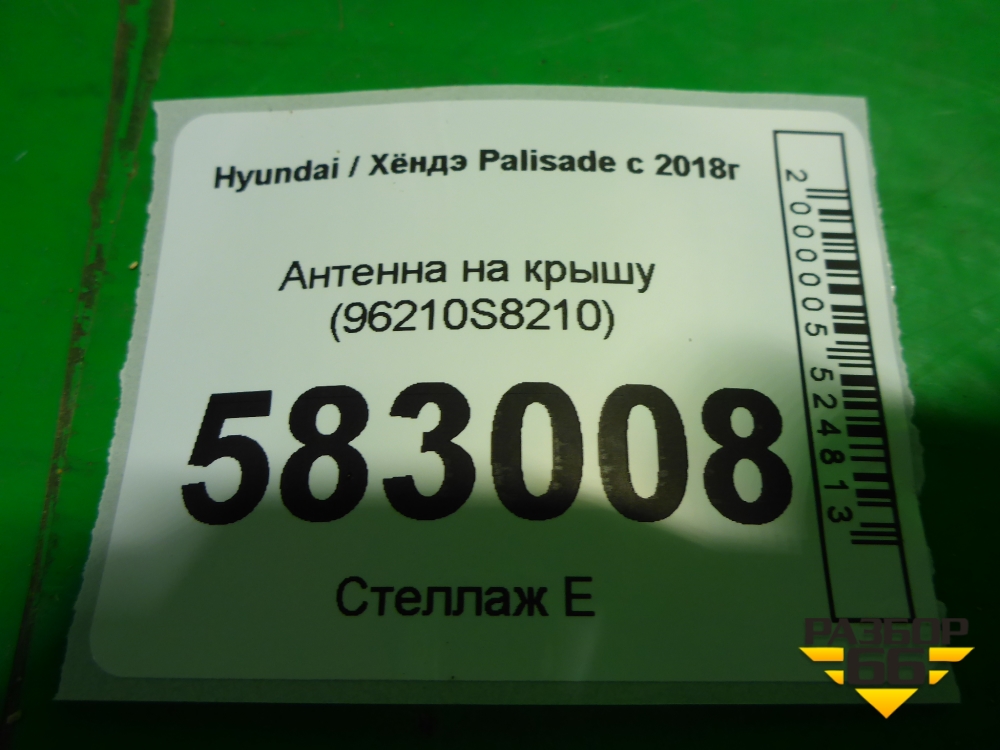 Hyundai / Хёндэ Palisade с 2018г
Антенна на крышу
(96210S8210)
583008
Стеллаж Е
2000005524813
РАЗБОР
66